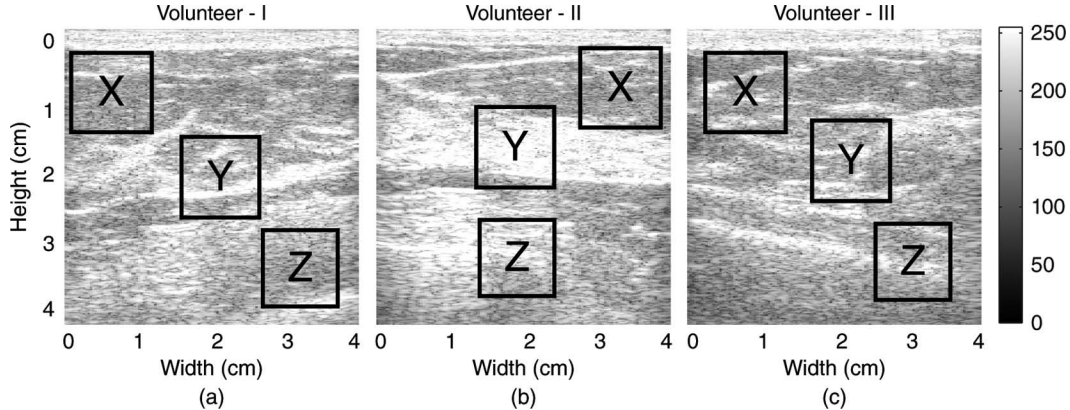 Volunteer - I
Volunteer - II
Volunteer - III
Height (cm)
0
1
2
3
4
X
Y
Z
X
Y
Z
X
Y
Z
250
200
150
100
50
0
0 1 2 3 4
0 1 2 3 4
0 1 2 3 4
Width (cm)
Width (cm)
Width (cm)
(a)
(b)
(c)